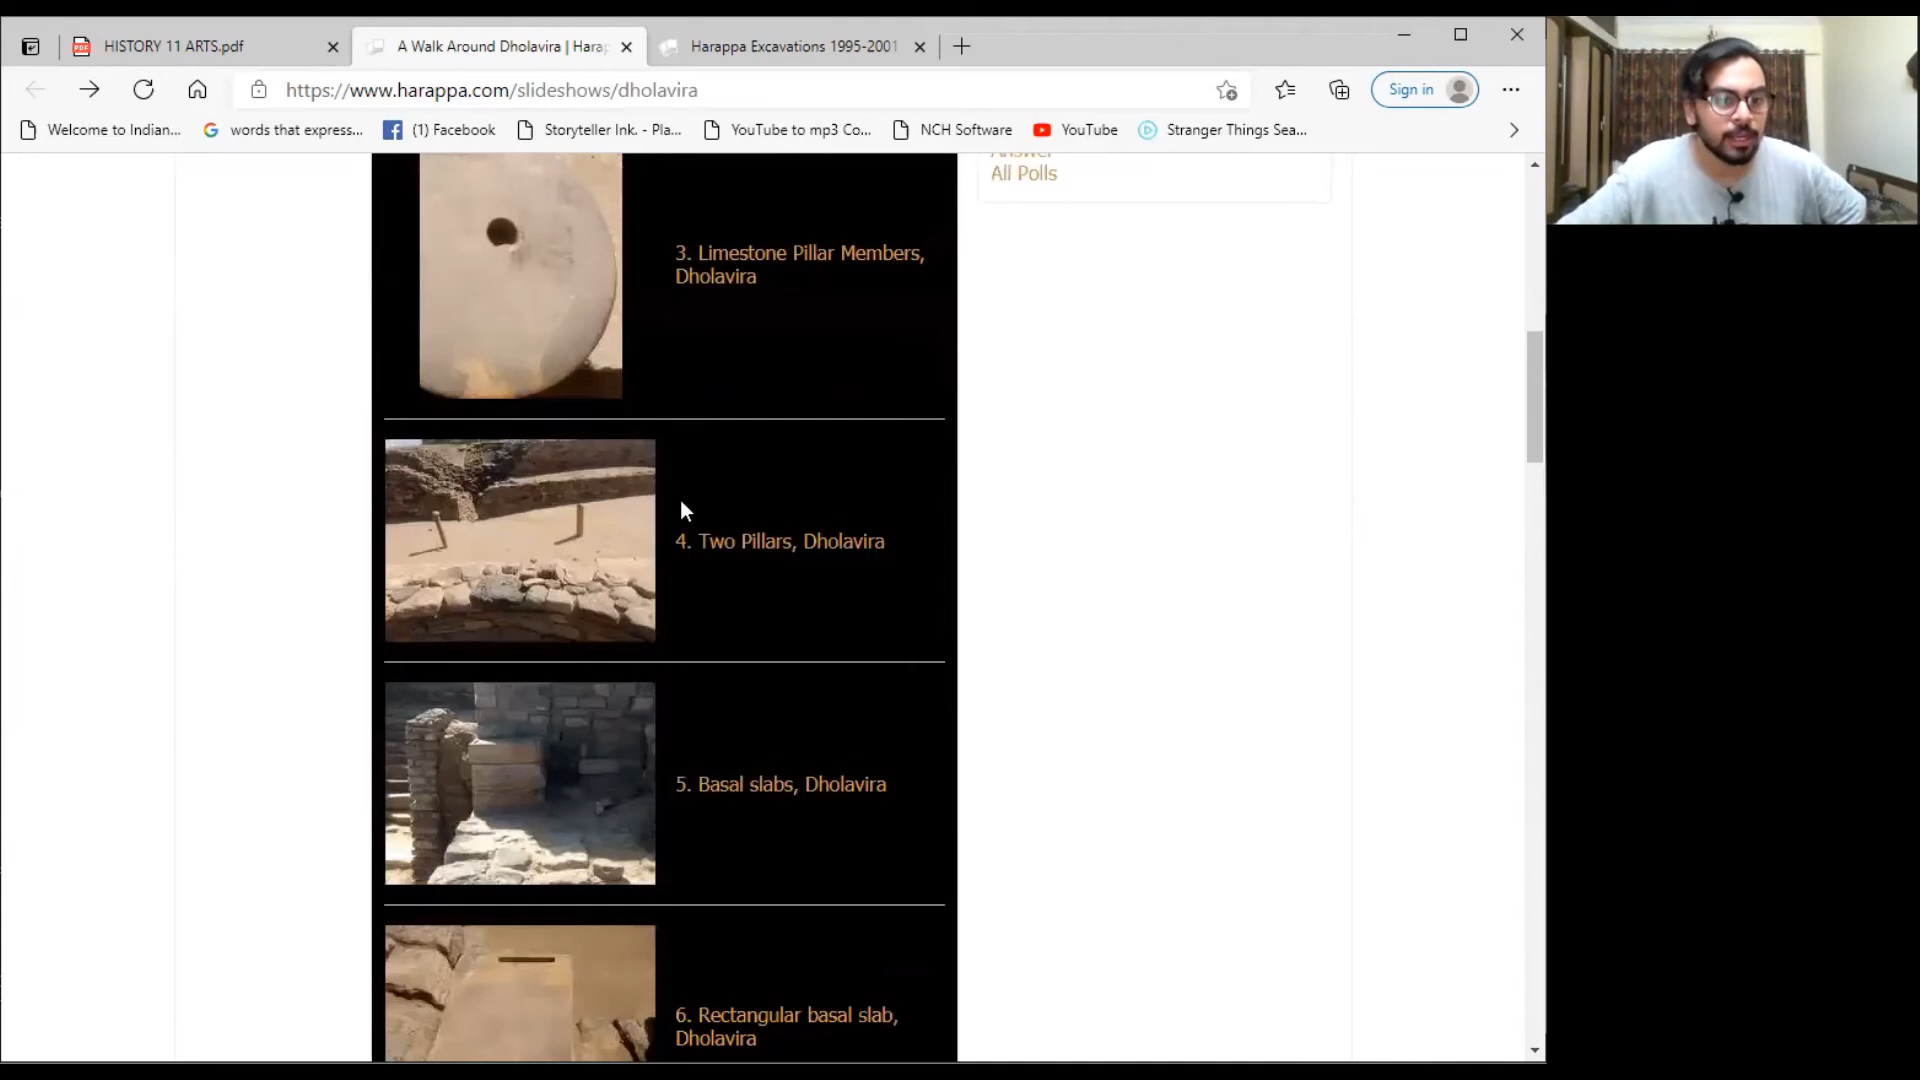 HISTORY 11 ARTS.pdf
A Walk Around Dholavira | Harap
Harappa Excavations 1995-2001
https://www.harappa.com/slideshows/dholavira
Sign in
Welcome to Indian...
words that express...
(1) Facebook
Storyteller Ink. - Pla...
YouTube to mp3 Co...
NCH Software
YouTube
Stranger Things Sea...
Answer
All Polls
3. Limestone Pillar Members,
Dholavira
4. Two Pillars, Dholavira
5. Basal slabs, Dholavira
6. Rectangular basal slab,
Dholavira